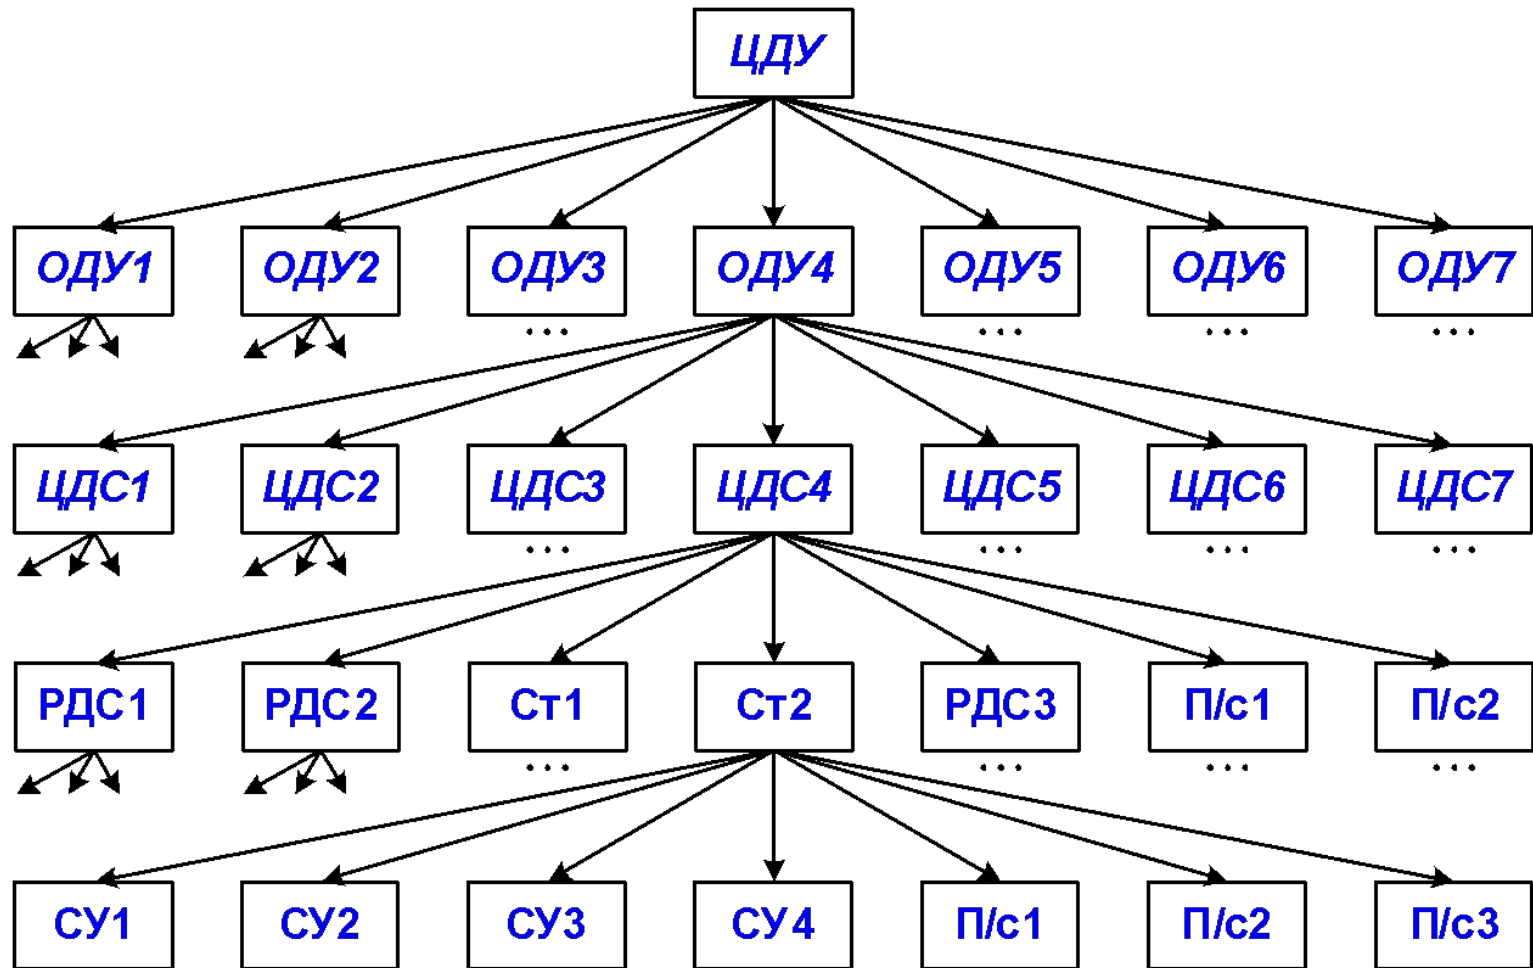 ЦДУ
ОДУ1 ОДУ2 ОДУ3 ОДУ4 ОДУ5 ОДУ6 ОДУ7
... ... ... ...
ЦДС1 ЦДС2 ЦДС3 ЦДС4 ЦДС5 ЦДС6 ЦДС7
... ... ... ...
РДС1 РДС2 Ст1 Ст2 РДС3 П/с1 П/с2
... ... ... ...
СУ1 СУ2 СУ3 СУ4 П/с1 П/с2 П/с3